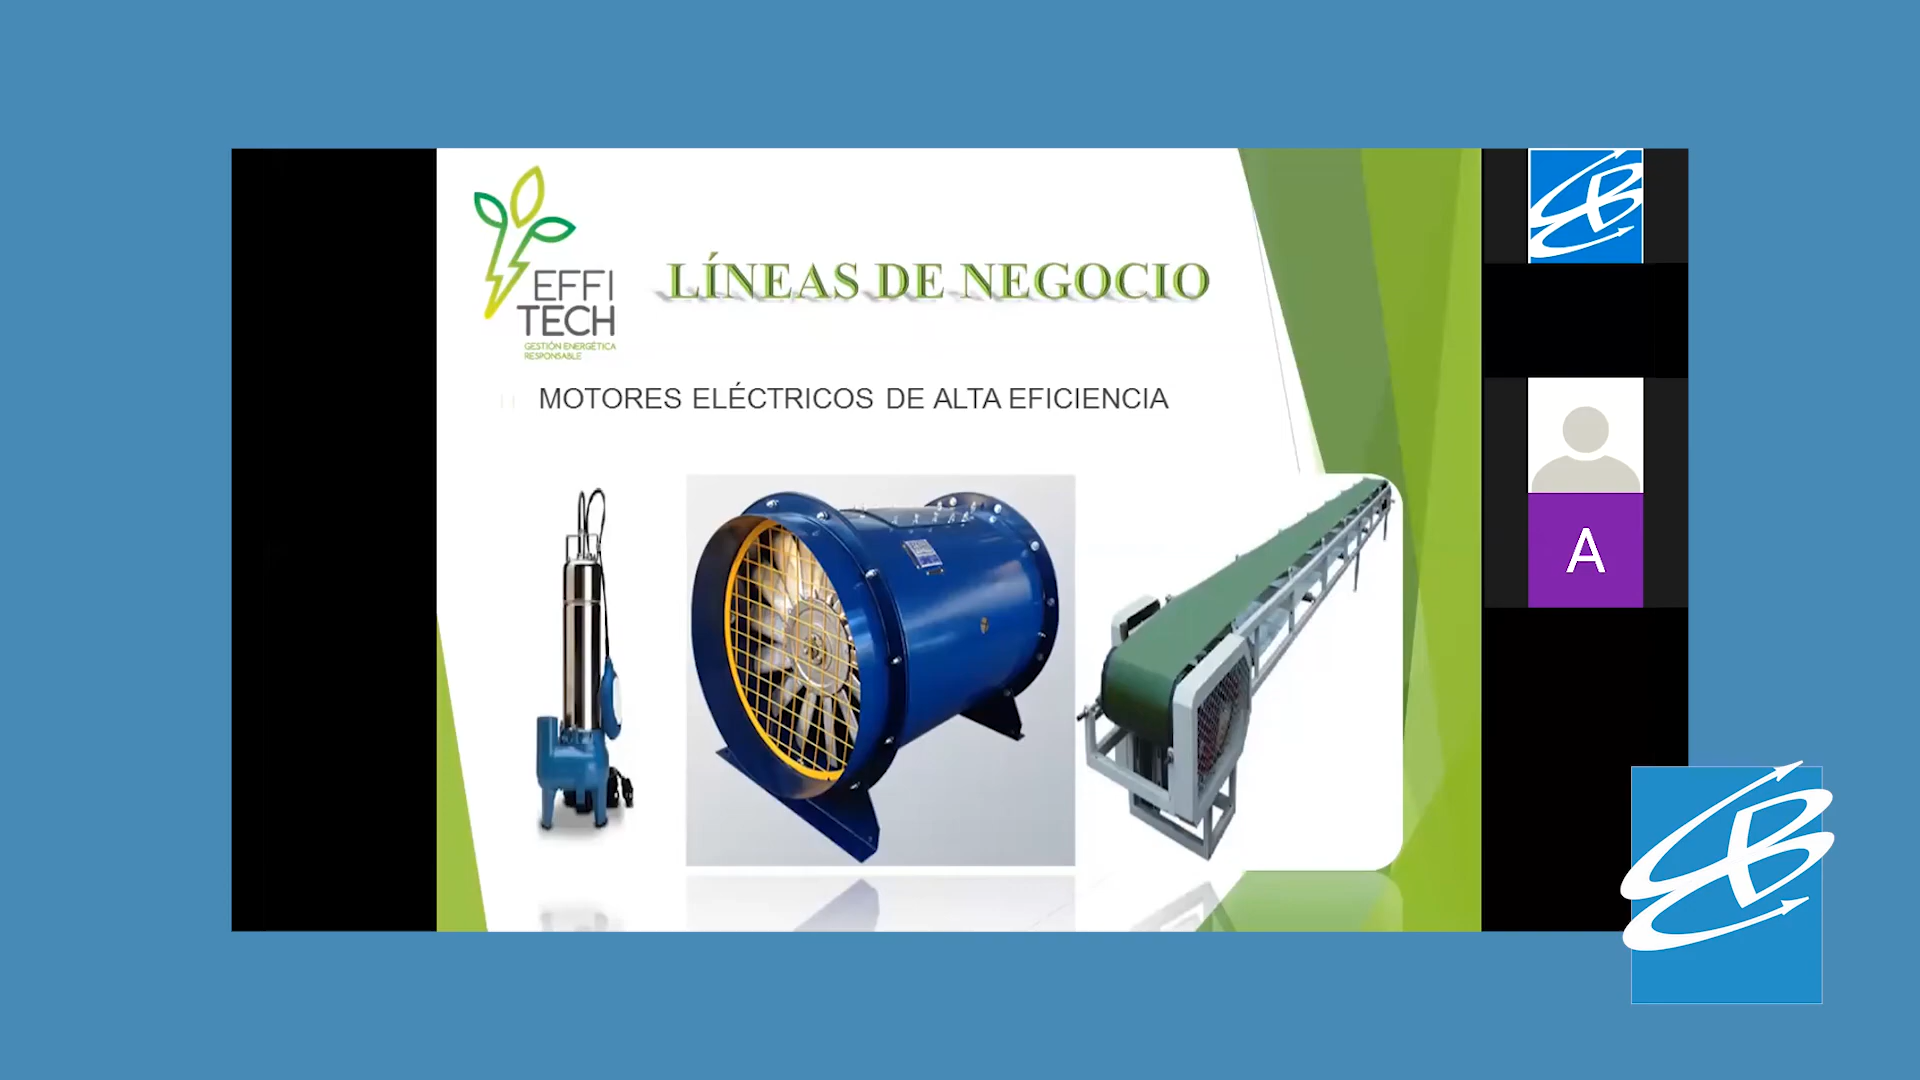 EFFI
TECH
GESTIÓN ENERGÉTICA
RESPONSABLE
LÍNEAS DE NEGOCIO
MOTORES ELÉCTRICOS DE ALTA EFICIENCIA
A